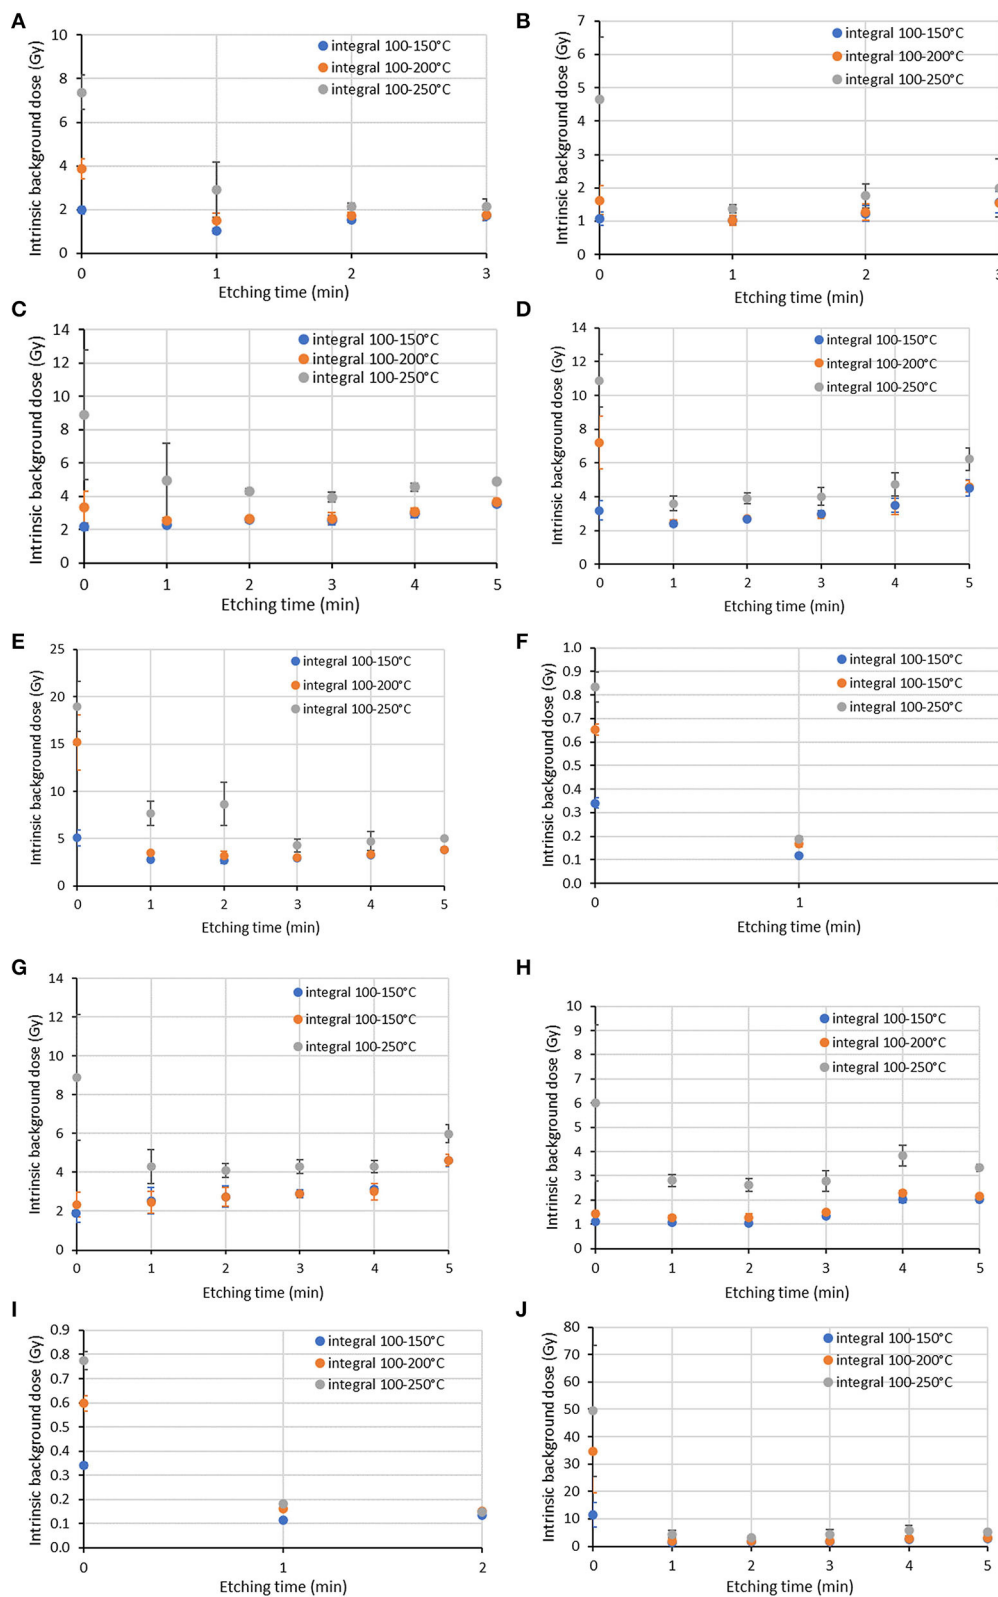 A
Intrinsic background dose (Gy)
10
8
6
4
2
0
integral 100-150°C
integral 100-200°C
integral 100-250°C
0 1 2 3
Etching time (min)
B
Intrinsic background dose (Gy)
7
6
5
4
3
2
1
0
integral 100-150°C
integral 100-200°C
integral 100-250°C
0 1 2 3
Etching time (min)
C
Intrinsic background dose (Gy)
14
12
10
8
6
4
2
0
integral 100-150°C
integral 100-200°C
integral 100-250°C
0 1 2 3 4 5
Etching time (min)
D
Intrinsic background dose (Gy)
14
12
10
8
6
4
2
0
integral 100-150°C
integral 100-200°C
integral 100-250°C
0 1 2 3 4 5
Etching time (min)
E
Intrinsic background dose (Gy)
25
20
15
10
5
0
integral 100-150°C
integral 100-200°C
integral 100-250°C
0 1 2 3 4 5
Etching time (min)
F
Intrinsic background dose (Gy)
1.0
0.9
0.8
0.7
0.6
0.5
0.4
0.3
0.2
0.1
0.0
integral 100-150°C
integral 100-150°C
integral 100-250°C
0 1
Etching time (min)
G
Intrinsic background dose (Gy)
14
12
10
8
6
4
2
0
integral 100-150°C
integral 100-150°C
integral 100-250°C
0 1 2 3 4 5
Etching time (min)
H
Intrinsic background dose (Gy)
10
9
8
7
6
5
4
3
2
1
0
integral 100-150°C
integral 100-200°C
integral 100-250°C
0 1 2 3 4 5
Etching time (min)
I
Intrinsic background dose (Gy)
0.9
0.8
0.7
0.6
0.5
0.4
0.3
0.2
0.1
0.0
integral 100-150°C
integral 100-200°C
integral 100-250°C
0 1 2
Etching time (min)
J
Intrinsic background dose (Gy)
80
70
60
50
40
30
20
10
0
integral 100-150°C
integral 100-200°C
integral 100-250°C
0 1 2 3 4 5
Etching time (min)